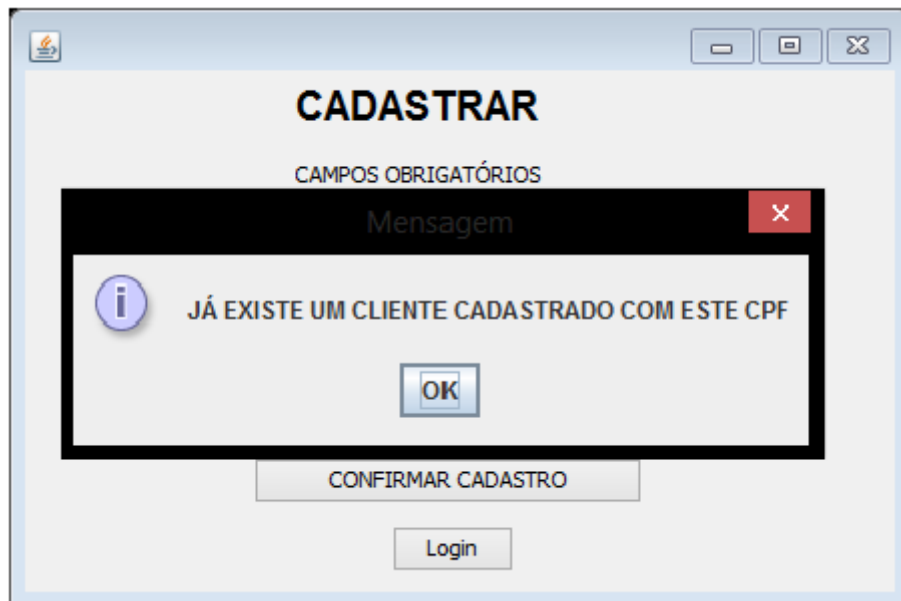 CADASTRAR
CAMPOS OBRIGATÓRIOS
Mensagem
JÁ EXISTE UM CLIENTE CADASTRADO COM ESTE CPF
OK
CONFIRMAR CADASTRO
Login